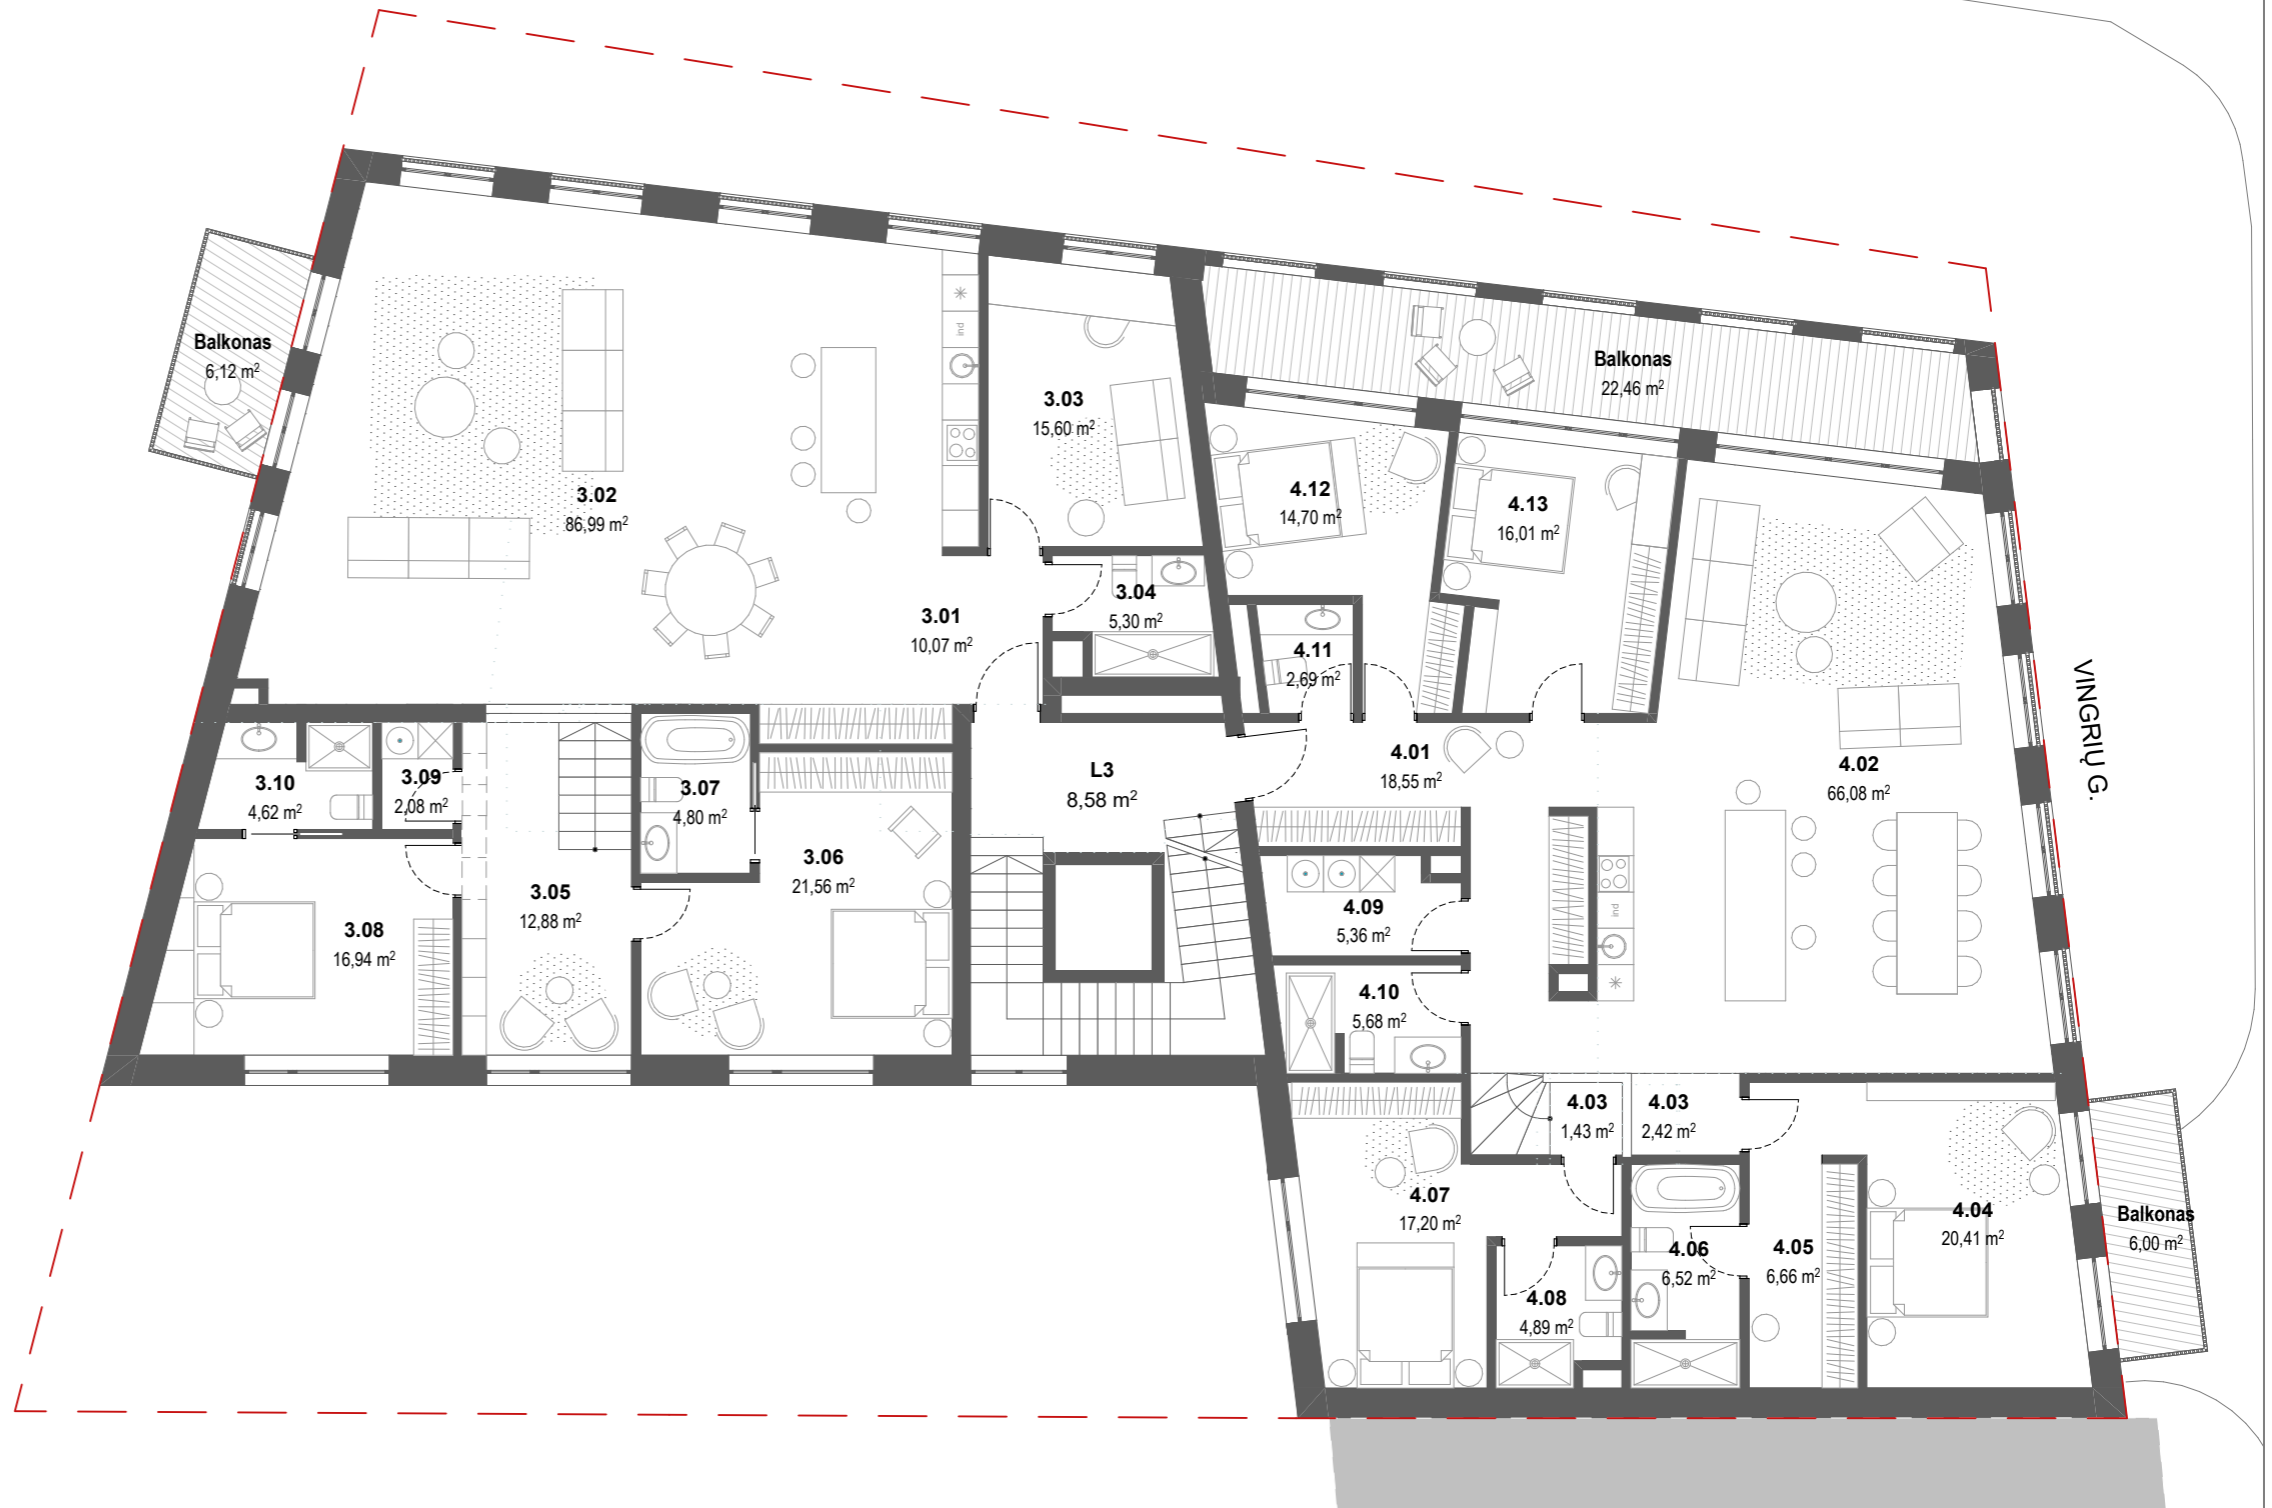 Balkonas
6,12 m²
3.02
86,99 m²
ind
3.03
15,60 m²
Balkonas
22,46 m²
4.12
14,70 m²
4.13
16,01 m²
3.01
10,07 m²
3.04
5,30 m²
4.11
2,69 m²
VINGRIŲ G.
3.10
4,62 m²
3.09
2,08 m²
3.07
4,80 m²
L3
8,58 m²
4.01
18,55 m²
4.02
66,08 m²
3.06
21,56 m²
3.05
12,88 m²
3.08
16,94 m²
4.09
5,36 m²
ind
4.10
5,68 m²
4.03
1,43 m²
4.03
2,42 m²
4.07
17,20 m²
4.04
20,41 m²
Balkonas
6,00 m²
4.06
6,52 m²
4.05
6,66 m²
4.08
4,89 m²